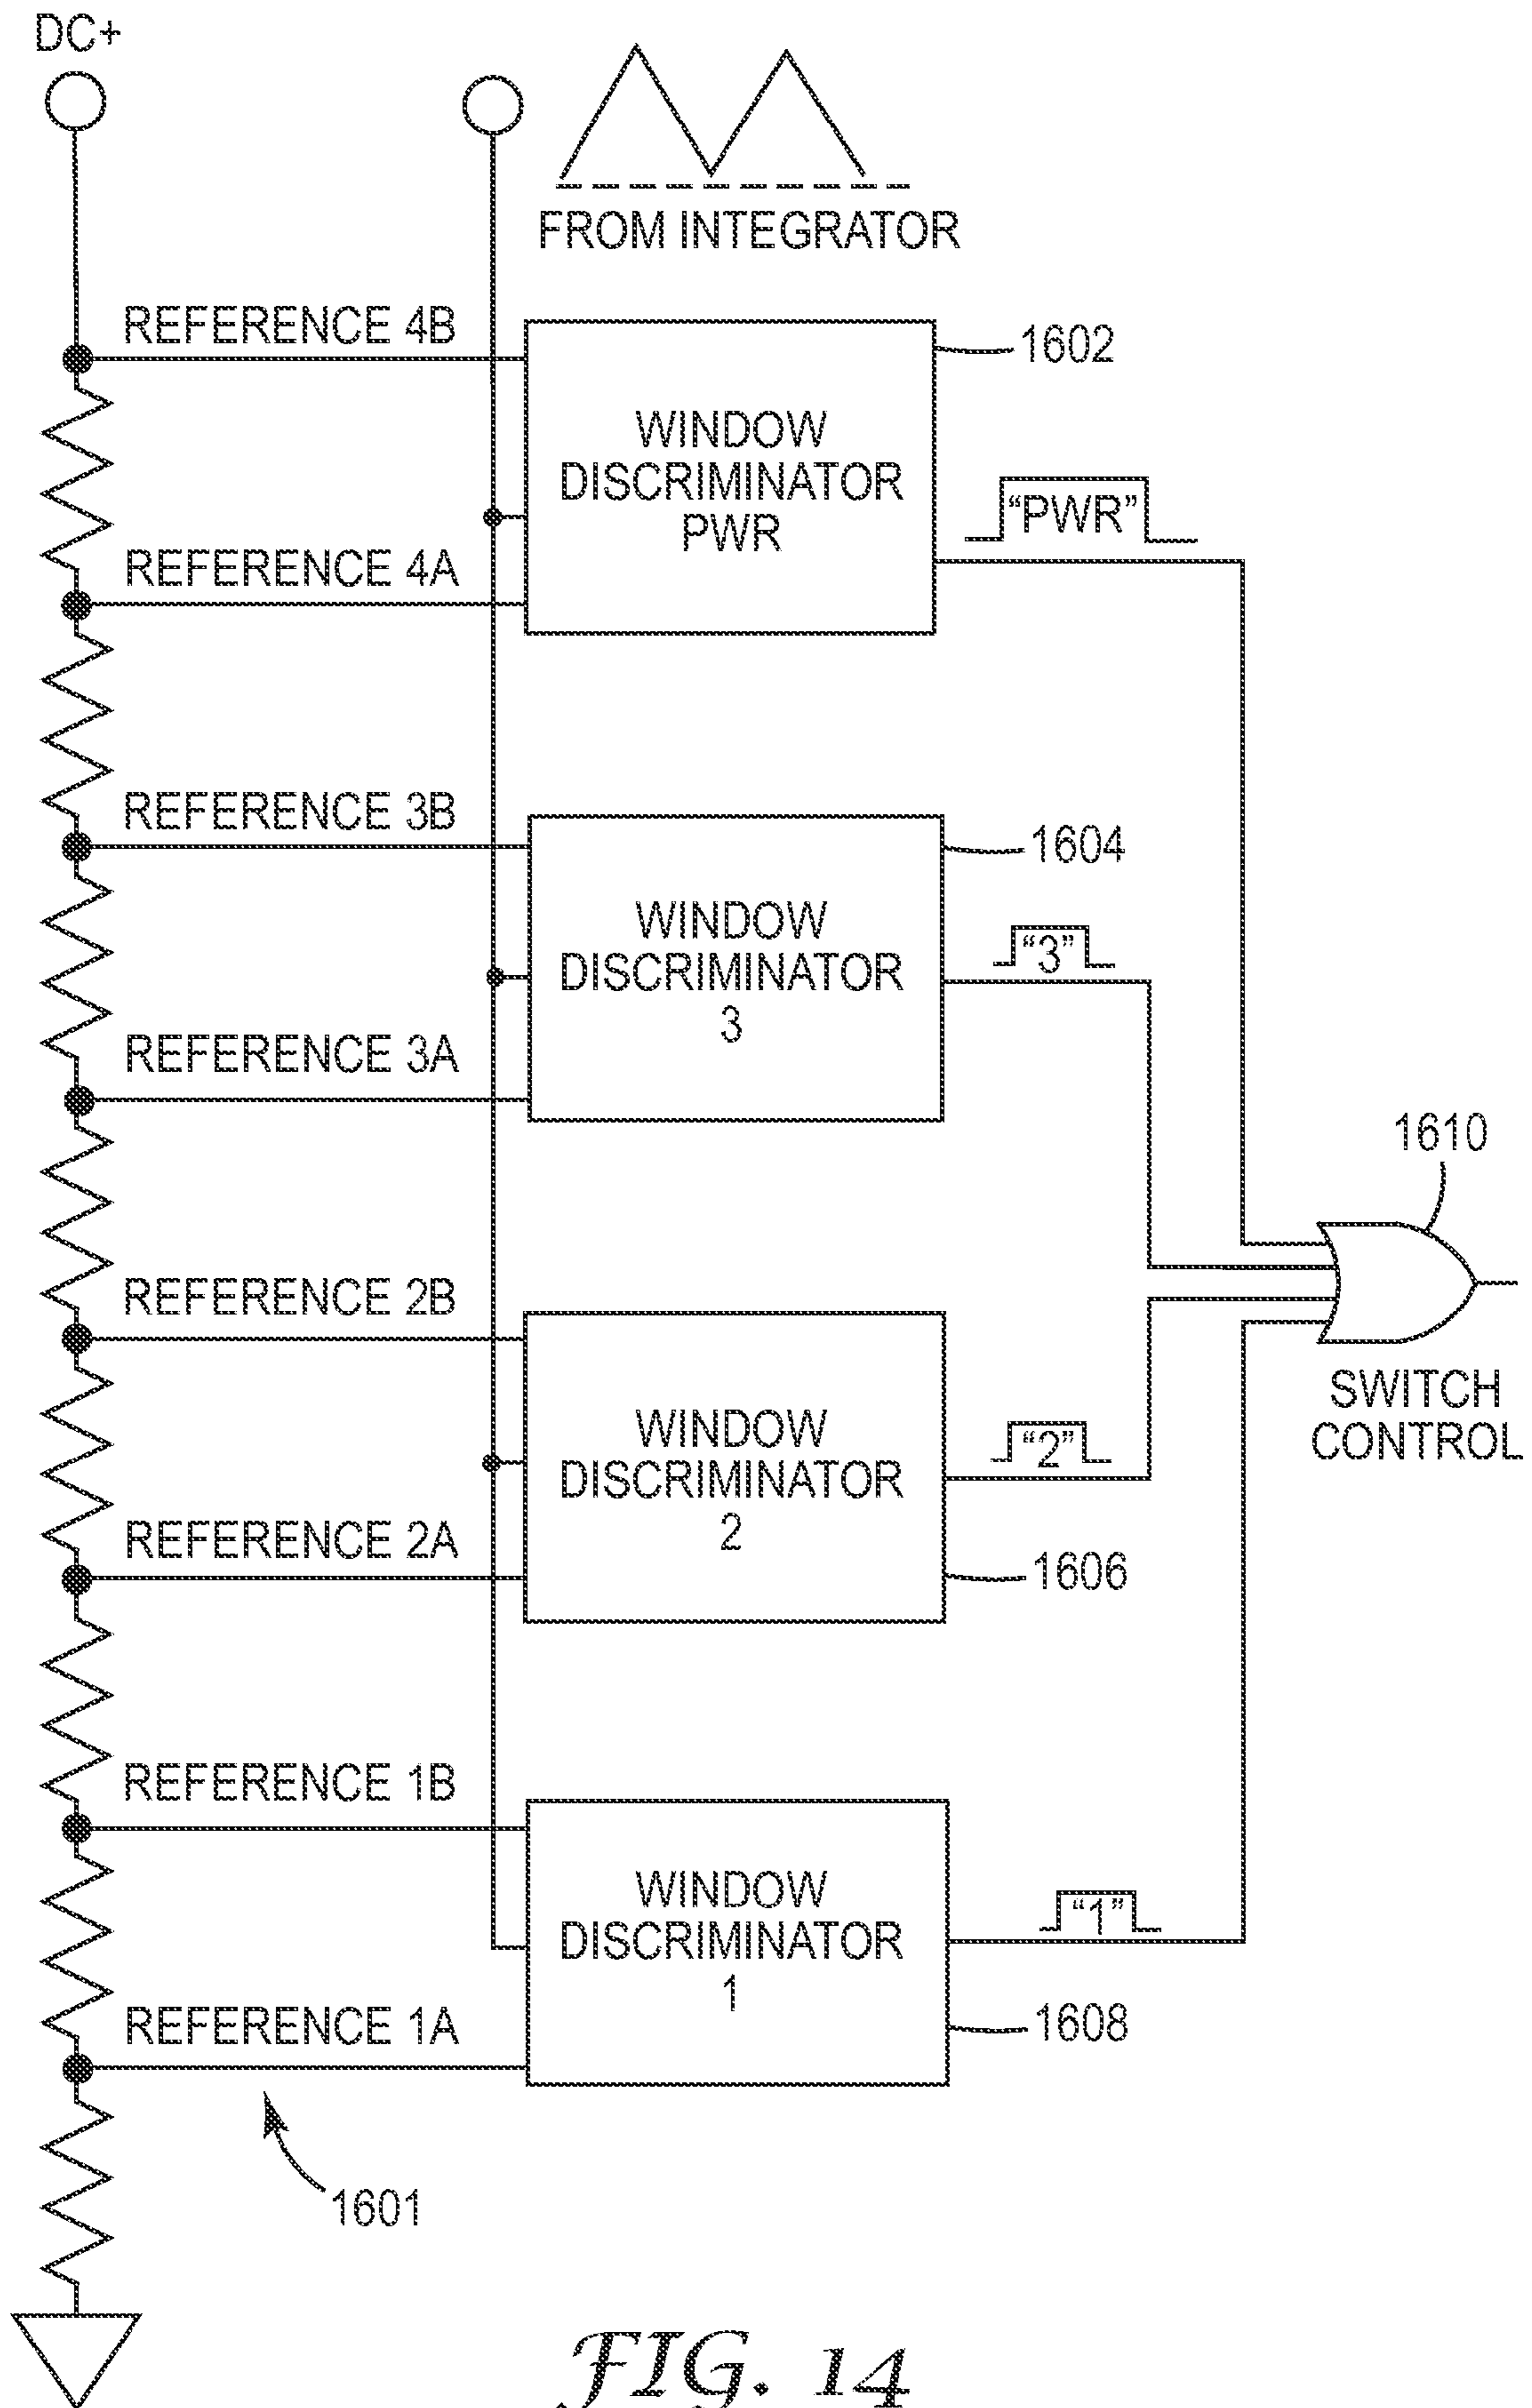 DC+
FROM INTEGRATOR
REFERENCE 4B
1602
WINDOW
DISCRIMINATOR
PWR
"PWR"
REFERENCE 4A
REFERENCE 3B
1604
WINDOW
DISCRIMINATOR
3
"3"
REFERENCE 3A
1610
REFERENCE 2B
SWITCH
CONTROL
WINDOW
DISCRIMINATOR
2
"2"
REFERENCE 2A
1606
REFERENCE 1B
WINDOW
DISCRIMINATOR
1
"1"
REFERENCE 1A
1608
1601
FIG. 14